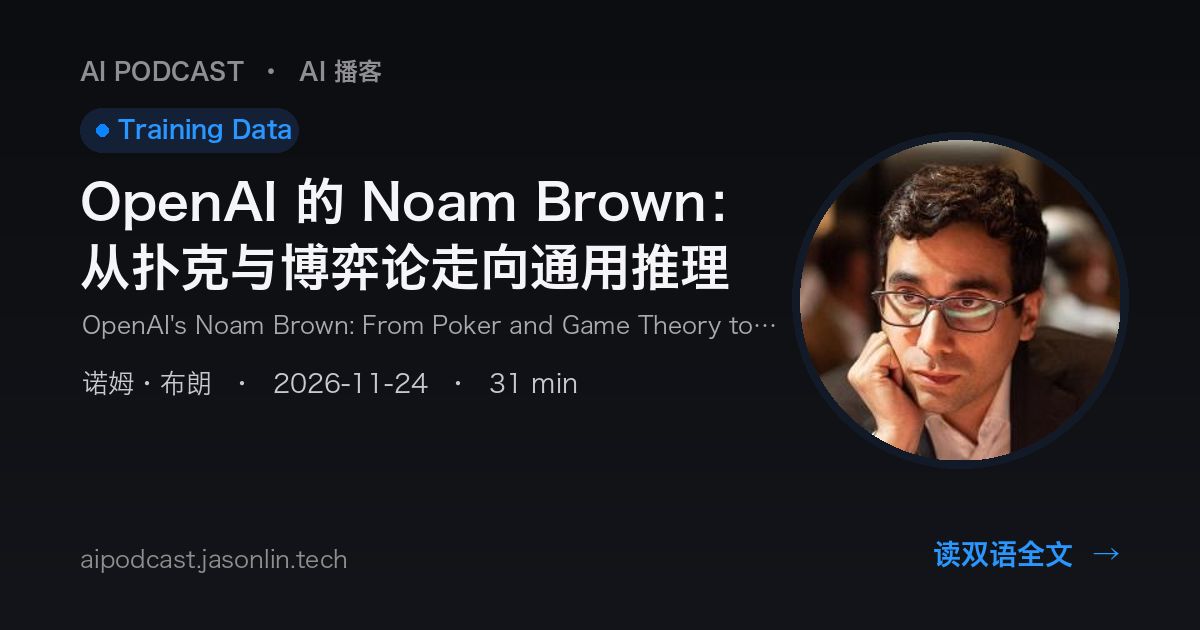 AI PODCAST · AI 播客
Training Data
OpenAI 的 Noam Brown：
从扑克与博弈论走向通用推理
OpenAI's Noam Brown: From Poker and Game Theory to…
诺姆·布朗 · 2026-11-24 · 31 min
aipodcast.jasonlin.tech
读双语全文 →